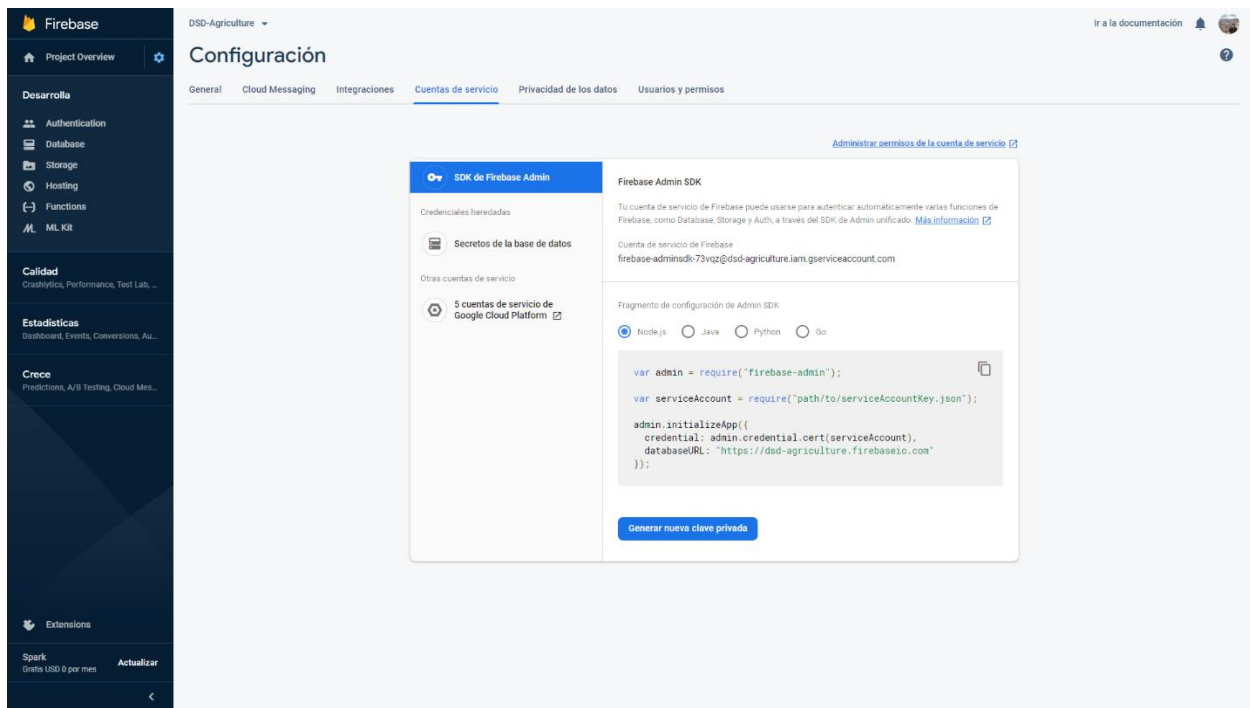 Firebase
Project Overview
Desarrolla
Authentication
Database
Storage
Hosting
Functions
ML Kit
Calidad
Crashlytics, Performance, Test Lab, ...
Estadísticas
Dashboard, Events, Conversions, Au...
Crece
Predictions, A/B Testing, Cloud Mes...
Extensions
Spark
Gratis USD 0 por mes
Actualizar
DSD-Agriculture
Ir a la documentación
Configuración
General Cloud Messaging Integraciones Cuentas de servicio Privacidad de los datos Usuarios y permisos
Administrar permisos de la cuenta de servicio
SDK de Firebase Admin
Credenciales heredadas
Secretos de la base de datos
Otras cuentas de servicio
5 cuentas de servicio de
Google Cloud Platform
Firebase Admin SDK
Tu cuenta de servicio de Firebase puede usarse para autenticar automáticamente varias funciones de
Firebase, como Database, Storage y Auth, a través del SDK de Admin unificado. Más información
Cuenta de servicio de Firebase
firebase-adminsdk-73vqz@dsd-agriculture.iam.gserviceaccount.com
Fragmento de configuración de Admin SDK
Node.js Java Python Go
var admin = require("firebase-admin");
var serviceAccount = require("path/to/serviceAccountKey.json");
admin.initializeApp({
credential: admin.credential.cert(serviceAccount),
databaseURL: "https://dsd-agriculture.firebaseio.com"
});
Generar nueva clave privada